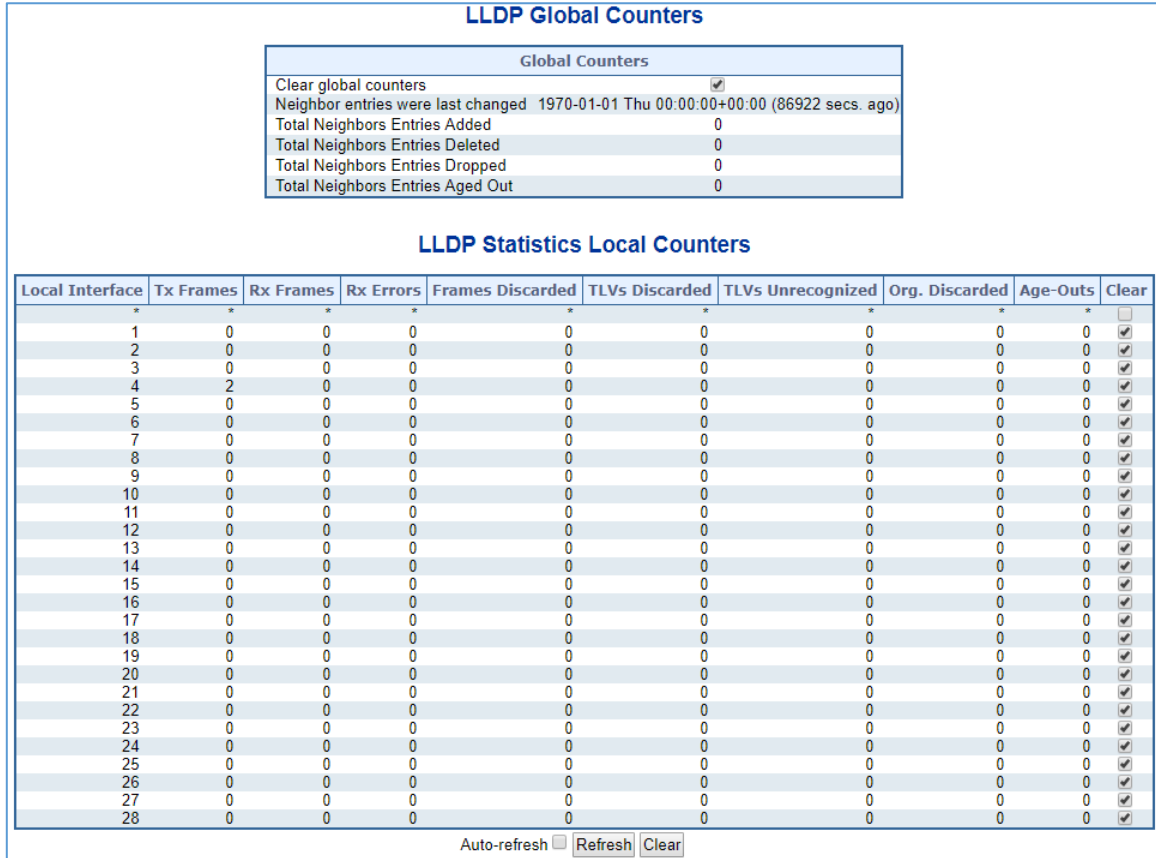 LLDP Global Counters
Global Counters
Clear global counters
Neighbor entries were last changed 1970-01-01 Thu 00:00:00+00:00 (86922 secs. ago)
Total Neighbors Entries Added 0
Total Neighbors Entries Deleted 0
Total Neighbors Entries Dropped 0
Total Neighbors Entries Aged Out 0
LLDP Statistics Local Counters
Local Interface Tx Frames Rx Frames Rx Errors Frames Discarded TLVs Discarded TLVs Unrecognized Org. Discarded Age-Outs Clear
* * * * * * * * *
1 0 0 0 0 0 0 0 0
2 0 0 0 0 0 0 0 0
3 0 0 0 0 0 0 0 0
4 2 0 0 0 0 0 0 0
5 0 0 0 0 0 0 0 0
6 0 0 0 0 0 0 0 0
7 0 0 0 0 0 0 0 0
8 0 0 0 0 0 0 0 0
9 0 0 0 0 0 0 0 0
10 0 0 0 0 0 0 0 0
11 0 0 0 0 0 0 0 0
12 0 0 0 0 0 0 0 0
13 0 0 0 0 0 0 0 0
14 0 0 0 0 0 0 0 0
15 0 0 0 0 0 0 0 0
16 0 0 0 0 0 0 0 0
17 0 0 0 0 0 0 0 0
18 0 0 0 0 0 0 0 0
19 0 0 0 0 0 0 0 0
20 0 0 0 0 0 0 0 0
21 0 0 0 0 0 0 0 0
22 0 0 0 0 0 0 0 0
23 0 0 0 0 0 0 0 0
24 0 0 0 0 0 0 0 0
25 0 0 0 0 0 0 0 0
26 0 0 0 0 0 0 0 0
27 0 0 0 0 0 0 0 0
28 0 0 0 0 0 0 0 0
Auto-refresh Refresh Clear